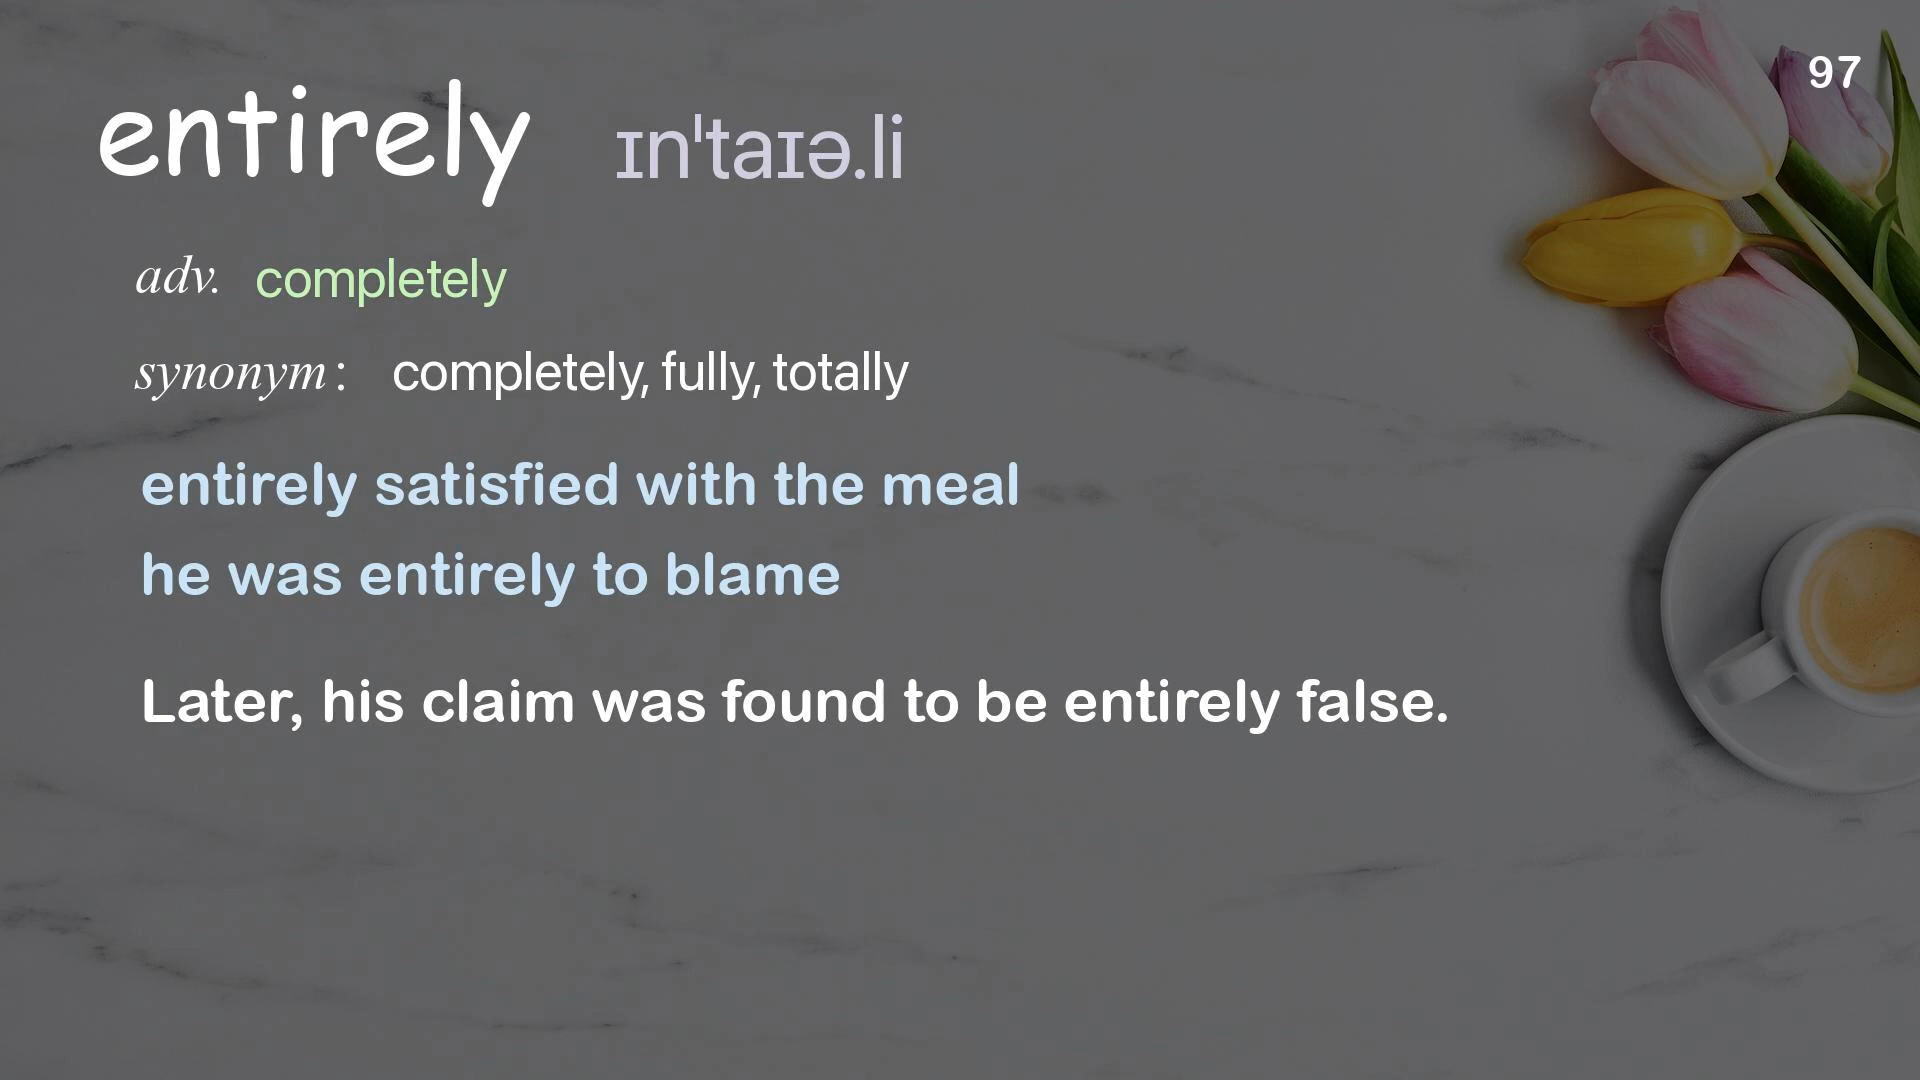 97
entirely ɪnˈtaɪə.li
adv. completely
synonym : completely, fully, totally
entirely satisfied with the meal
he was entirely to blame
Later, his claim was found to be entirely false.